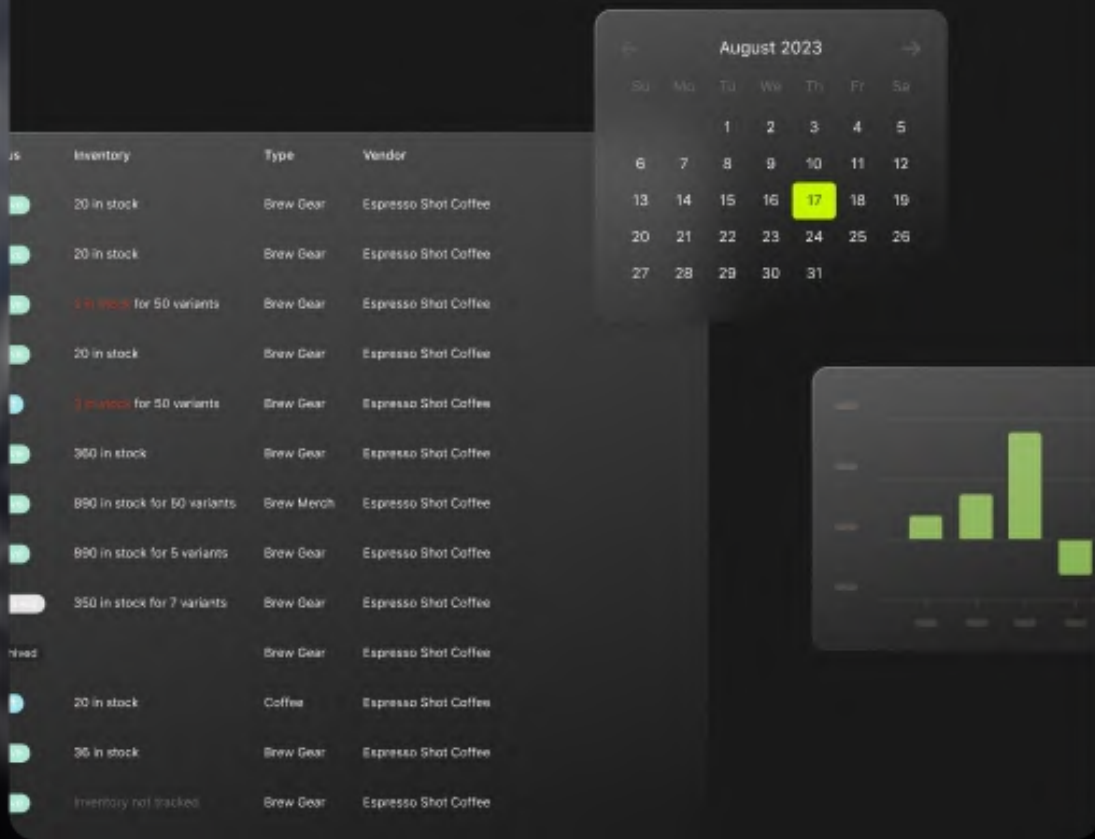 August 2023
Su Mo Tu We Th Fr Sa
1 2 3 4 5
6 7 8 9 10 11 12
13 14 15 16 17 18 19
20 21 22 23 24 25 26
27 28 29 30 31
us Inventory Type Vendor
20 in stock Brew Gear Espresso Shot Coffee
20 in stock Brew Gear Espresso Shot Coffee
in stock for 50 variants Brew Gear Espresso Shot Coffee
20 in stock Brew Gear Espresso Shot Coffee
in stock for 50 variants Brew Gear Espresso Shot Coffee
360 in stock Brew Gear Espresso Shot Coffee
890 in stock for 50 variants Brew Merch Espresso Shot Coffee
890 in stock for 5 variants Brew Gear Espresso Shot Coffee
350 in stock for 7 variants Brew Gear Espresso Shot Coffee
hived Brew Gear Espresso Shot Coffee
20 in stock Coffee Espresso Shot Coffee
36 in stock Brew Gear Espresso Shot Coffee
Inventory not tracked Brew Gear Espresso Shot Coffee